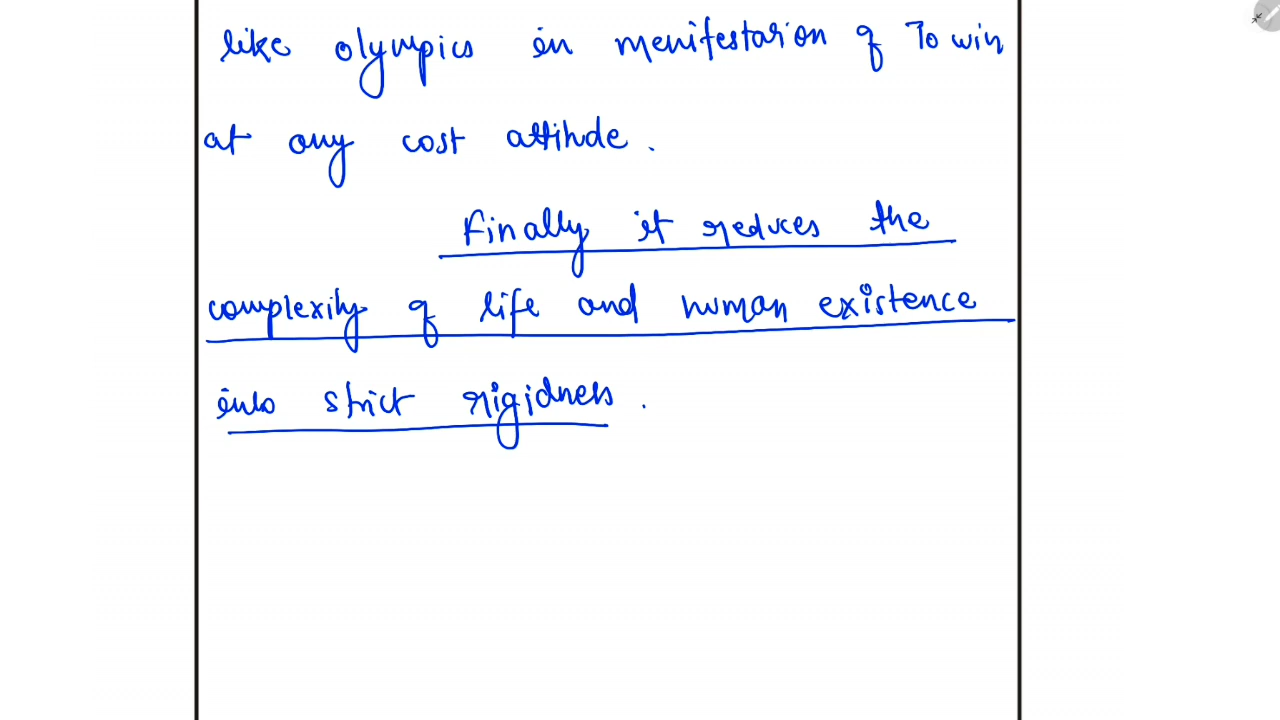 like olympics in menifestation of To win
at any cost attitude.
Finally it reduces the
complexity of life and human existence
into strict rigidness.